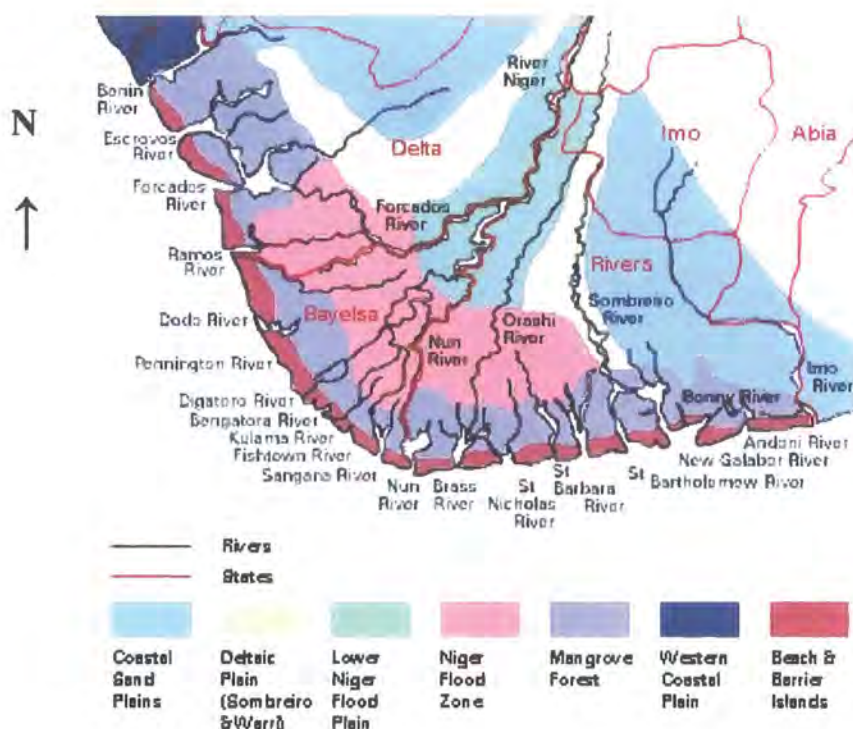 N
Benin
River
Escravos
River
Forcados
River
Ramos
River
Dodo River
Pennington River
Digatoro River
Bengatora River
Kulama River
Fishtown River
Sangana River
Nun
River
Brass
River
St
Nicholas
River
St
Barbara
River
St
Bartholomew River
New Calabar River
Andoni River
Imo
River
Bonny River
River
Niger
Delta
Imo
Abia
Forcados
River
Rivers
Sombreiro
River
Bayelsa
Nun
River
Orashi
River
Rivers
States
Coastal
Sand
Plains
Deltaic
Plain
(Sombreiro
& Warri)
Lower
Niger
Flood
Plain
Niger
Flood
Zone
Mangrove
Forest
Western
Coastal
Plain
Beach &
Barrier
Islands